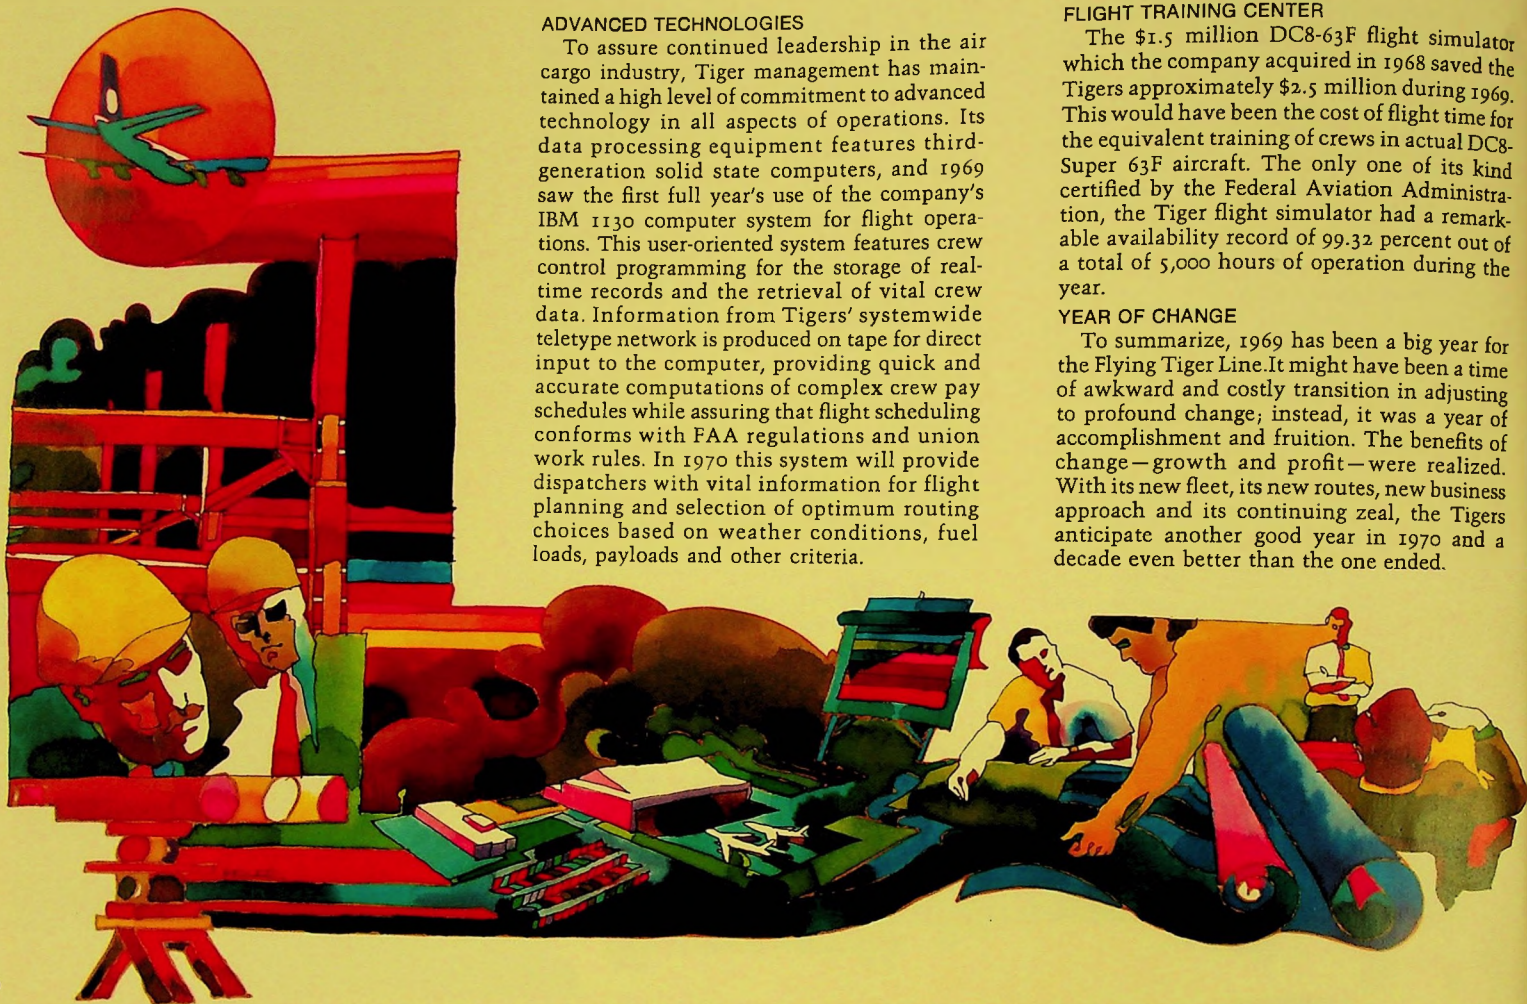 ADVANCED TECHNOLOGIES
To assure continued leadership in the air
cargo industry, Tiger management has main-
tained a high level of commitment to advanced
technology in all aspects of operations. Its
data processing equipment features third-
generation solid state computers, and 1969
saw the first full year's use of the company's
IBM 1130 computer system for flight opera-
tions. This user-oriented system features crew
control programming for the storage of real-
time records and the retrieval of vital crew
data. Information from Tigers' systemwide
teletype network is produced on tape for direct
input to the computer, providing quick and
accurate computations of complex crew pay
schedules while assuring that flight scheduling
conforms with FAA regulations and union
work rules. In 1970 this system will provide
dispatchers with vital information for flight
planning and selection of optimum routing
choices based on weather conditions, fuel
loads, payloads and other criteria.
FLIGHT TRAINING CENTER
The $1.5 million DC8-63F flight simulator
which the company acquired in 1968 saved the
Tigers approximately $2.5 million during 1969.
This would have been the cost of flight time for
the equivalent training of crews in actual DC8-
Super 63F aircraft. The only one of its kind
certified by the Federal Aviation Administra-
tion, the Tiger flight simulator had a remark-
able availability record of 99.32 percent out of
a total of 5,000 hours of operation during the
year.
YEAR OF CHANGE
To summarize, 1969 has been a big year for
the Flying Tiger Line.It might have been a time
of awkward and costly transition in adjusting
to profound change; instead, it was a year of
accomplishment and fruition. The benefits of
change—growth and profit—were realized.
With its new fleet, its new routes, new business
approach and its continuing zeal, the Tigers
anticipate another good year in 1970 and a
decade even better than the one ended.